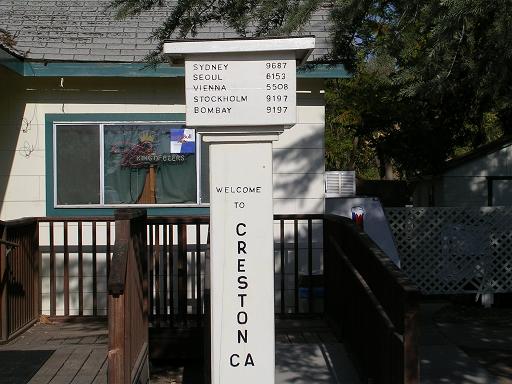 SYDNEY 9687
SEOUL 6153
VIENNA 5508
STOCKHOLM 9197
BOMBAY 9197
KING OF BEERS
WELCOME
TO
CRESTON
CA